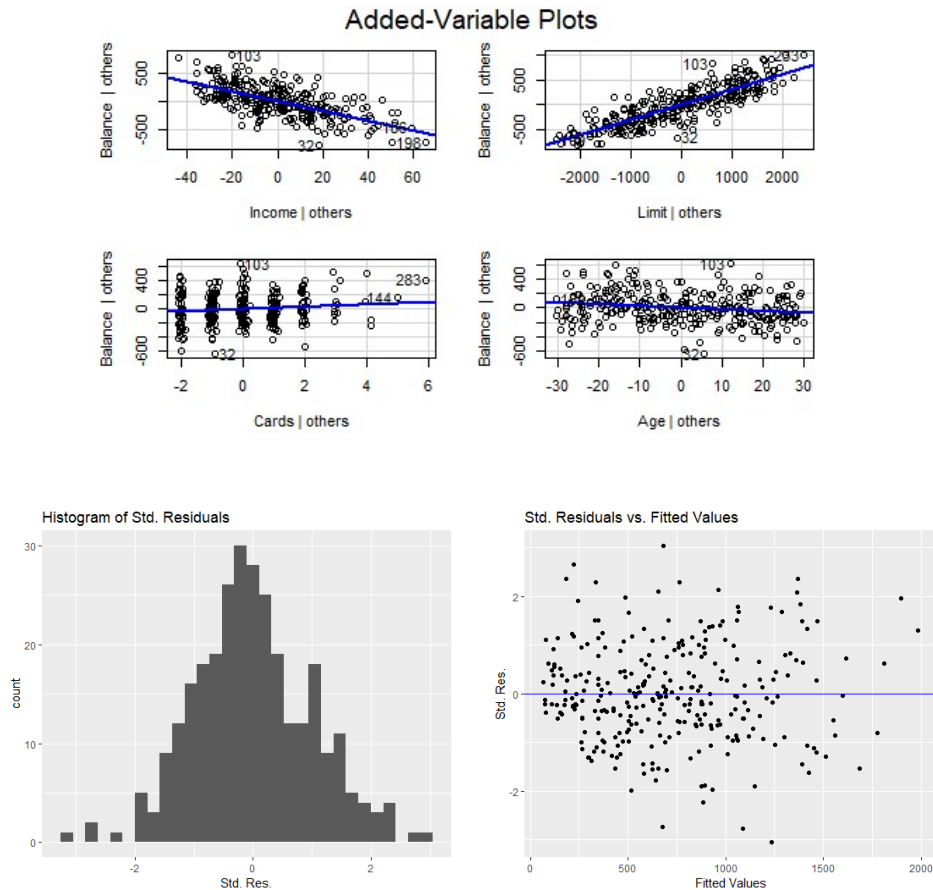 Added-Variable Plots
Balance | others
500
-500
103
32
198
-40 -20 0 20 40 60
Income | others
Balance | others
500
-500
103
32
-2000 -1000 0 1000 2000
Limit | others
Balance | others
400
0
-600
103
283
144
32
-2 0 2 4 6
Cards | others
Balance | others
400
0
-600
103
32
-30 -20 -10 0 10 20 30
Age | others
Histogram of Std. Residuals
30
20
10
0
count
-2 0 2
Std. Res.
Std. Residuals vs. Fitted Values
2
0
-2
Std. Res.
0 500 1000 1500 2000
Fitted Values